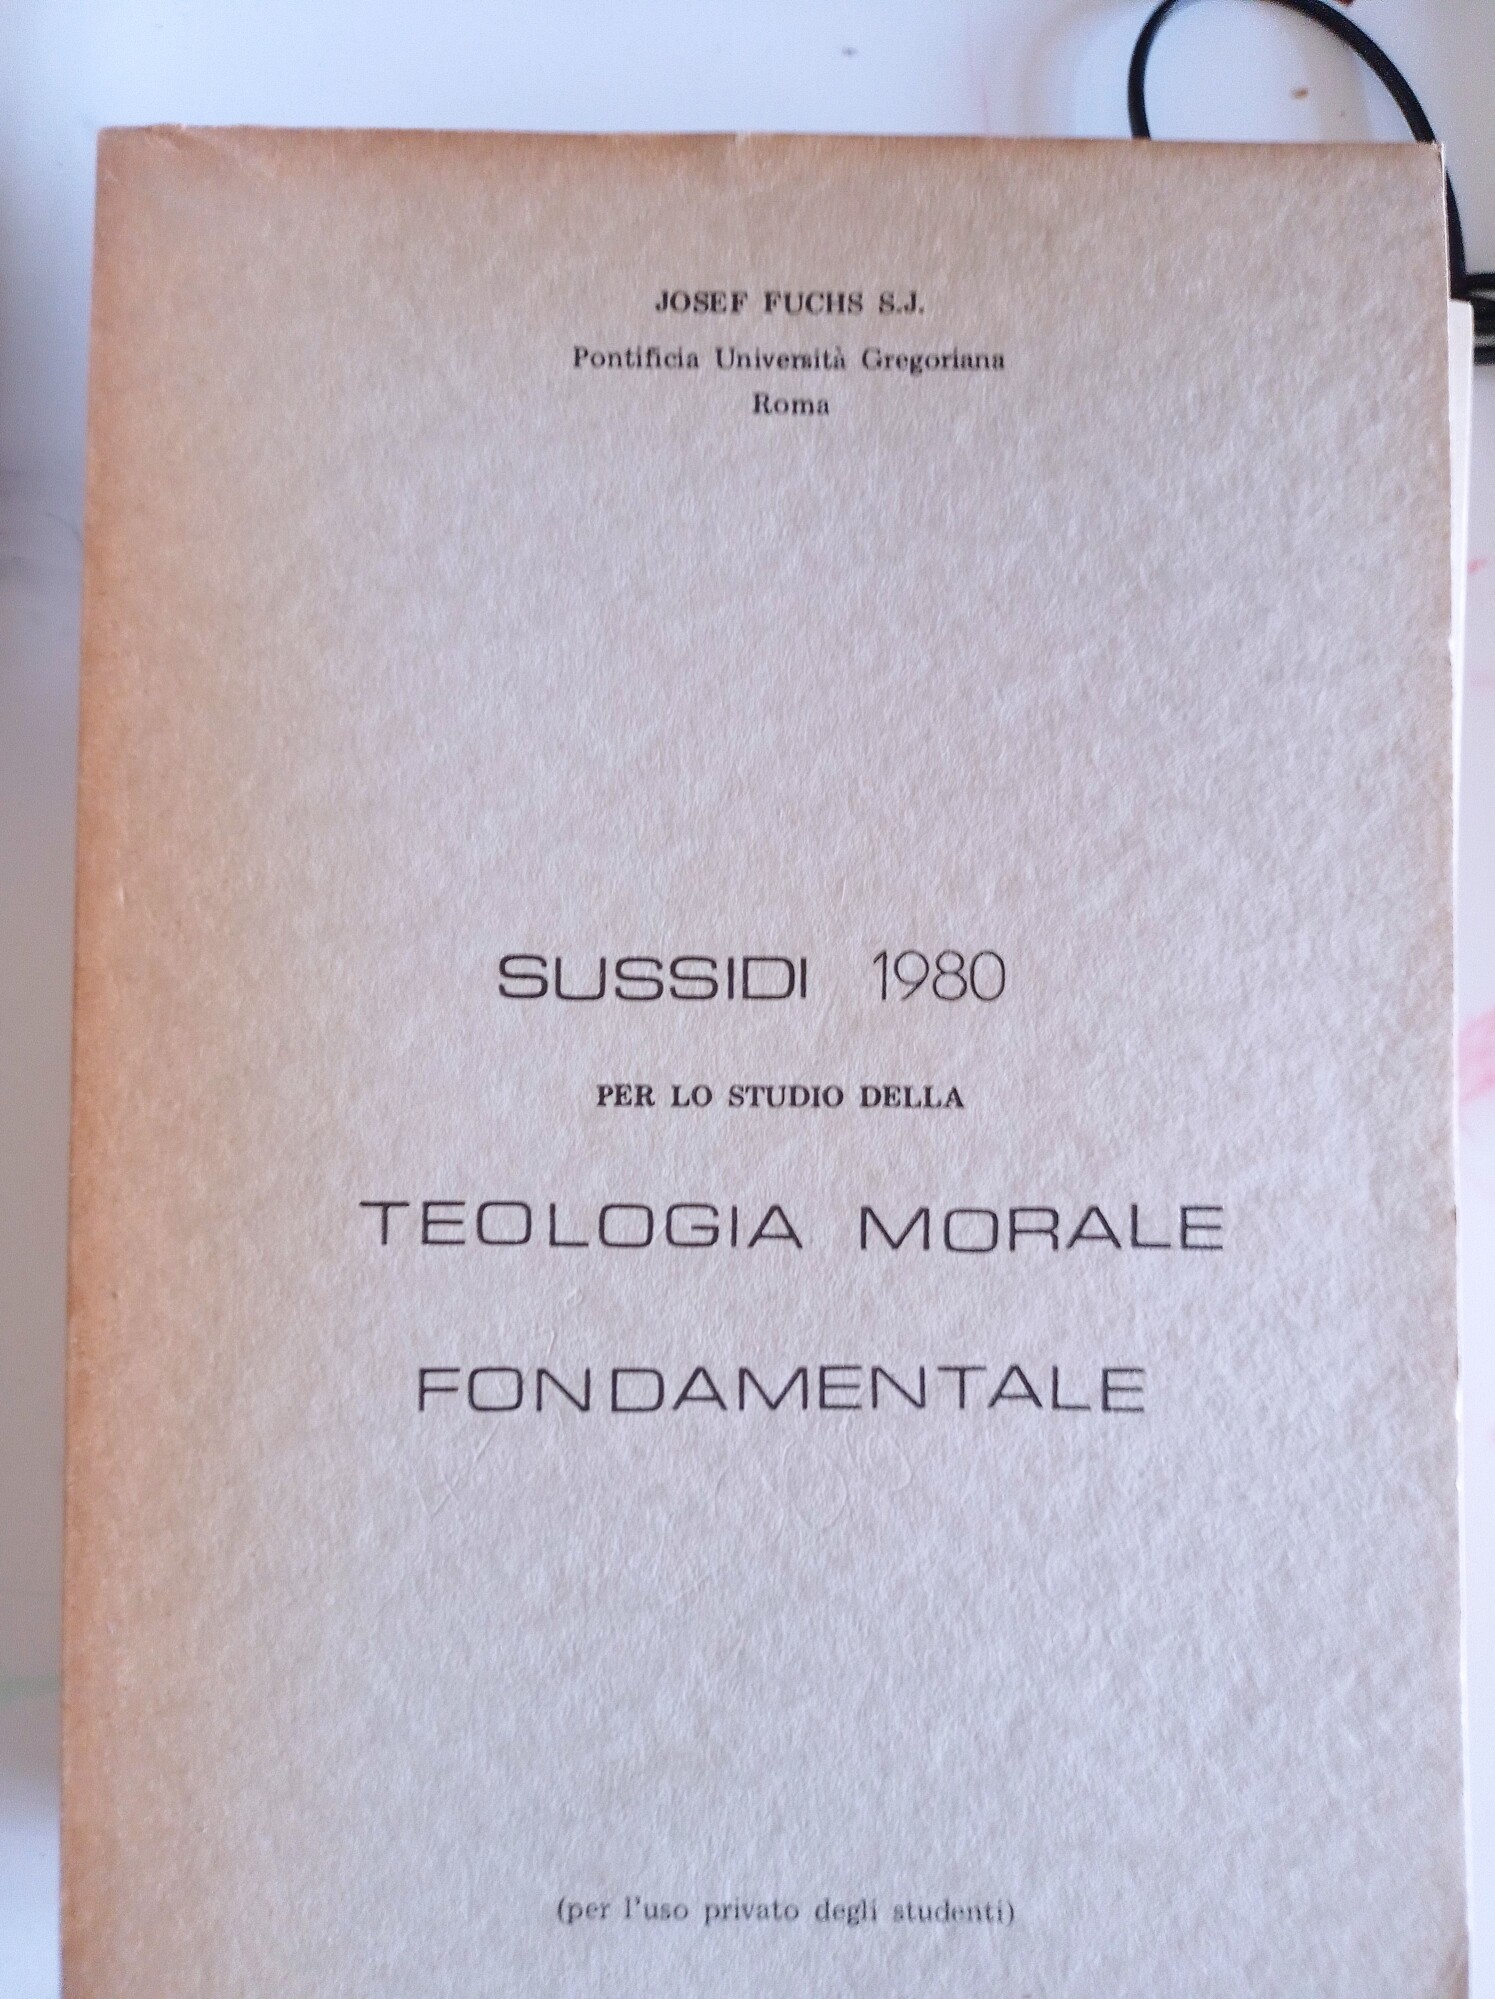 JOSEF FUCHS S.J.
Pontificia Università Gregoriana
Roma
SUSSIDI 1980
PER LO STUDIO DELLA
TEOLOGIA MORALE
FONDAMENTALE
(per l'uso privato degli studenti)